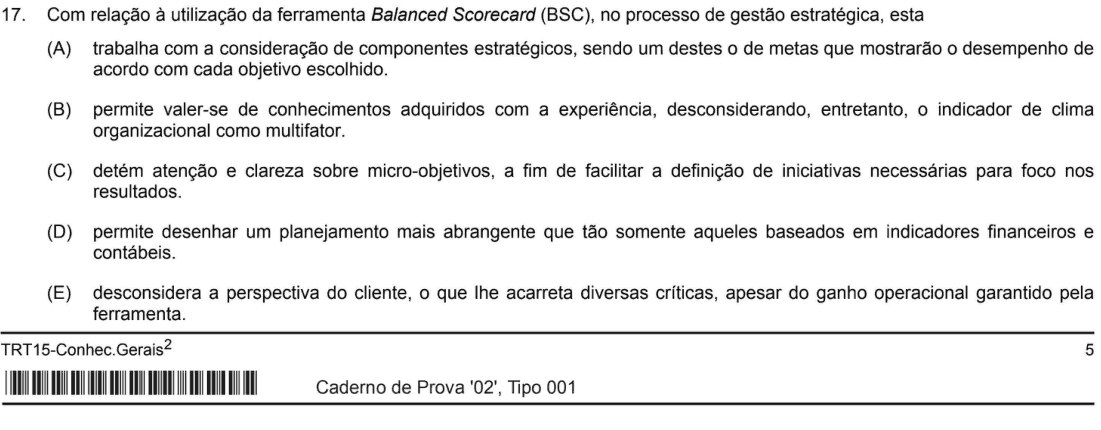 17. Com relação à utilização da ferramenta Balanced Scorecard (BSC), no processo de gestão estratégica, esta
(A) trabalha com a consideração de componentes estratégicos, sendo um destes o de metas que mostrarão o desempenho de
acordo com cada objetivo escolhido.
(B) permite valer-se de conhecimentos adquiridos com a experiência, desconsiderando, entretanto, o indicador de clima
organizacional como multifator.
(C) detém atenção e clareza sobre micro-objetivos, a fim de facilitar a definição de iniciativas necessárias para foco nos
resultados.
(D) permite desenhar um planejamento mais abrangente que tão somente aqueles baseados em indicadores financeiros e
contábeis.
(E) desconsidera a perspectiva do cliente, o que lhe acarreta diversas críticas, apesar do ganho operacional garantido pela
ferramenta.
TRT15-Conhec.Gerais2 5
Caderno de Prova '02', Tipo 001